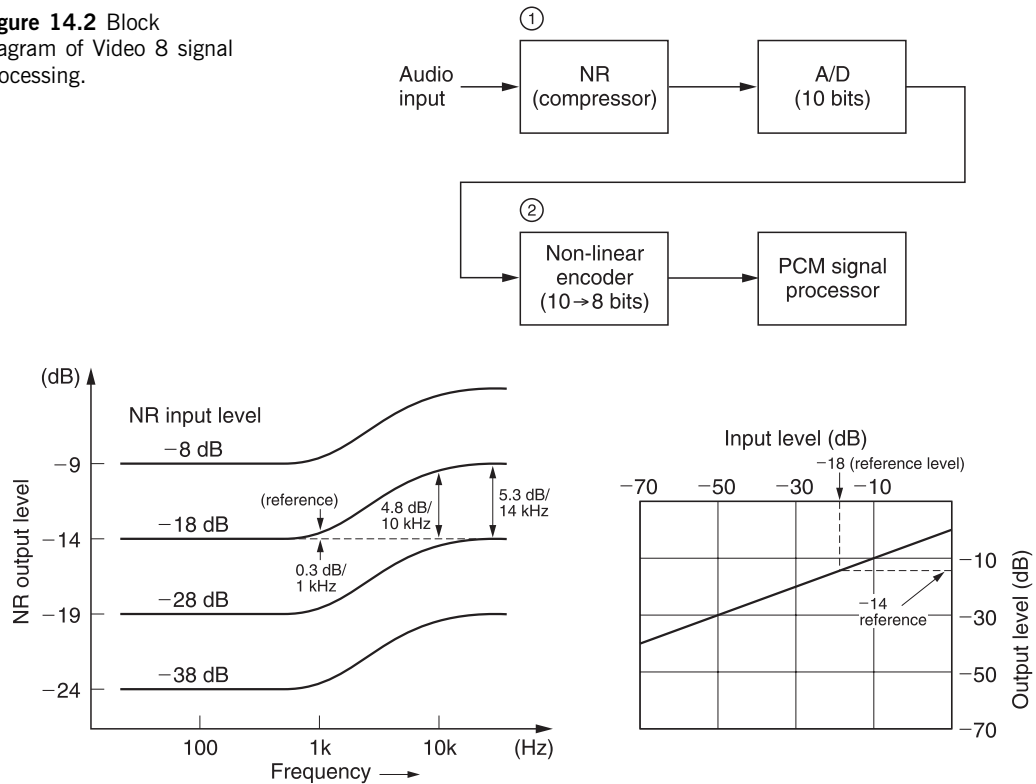 gure 14.2 Block
agram of Video 8 signal
ocessing.
①
Audio
input
NR
(compressor)
A/D
(10 bits)
②
Non-linear
encoder
(10→8 bits)
PCM signal
processor
(dB)
NR input level
−8 dB
−9
(reference)
−18 dB
4.8 dB/
10 kHz
5.3 dB/
14 kHz
−14
0.3 dB/
1 kHz
−28 dB
−19
−38 dB
−24
NR output level
100
1k
10k
(Hz)
Frequency
Input level (dB)
−18 (reference level)
−70
−50
−30
−10
−10
−14
reference
−30
−50
−70
Output level (dB)